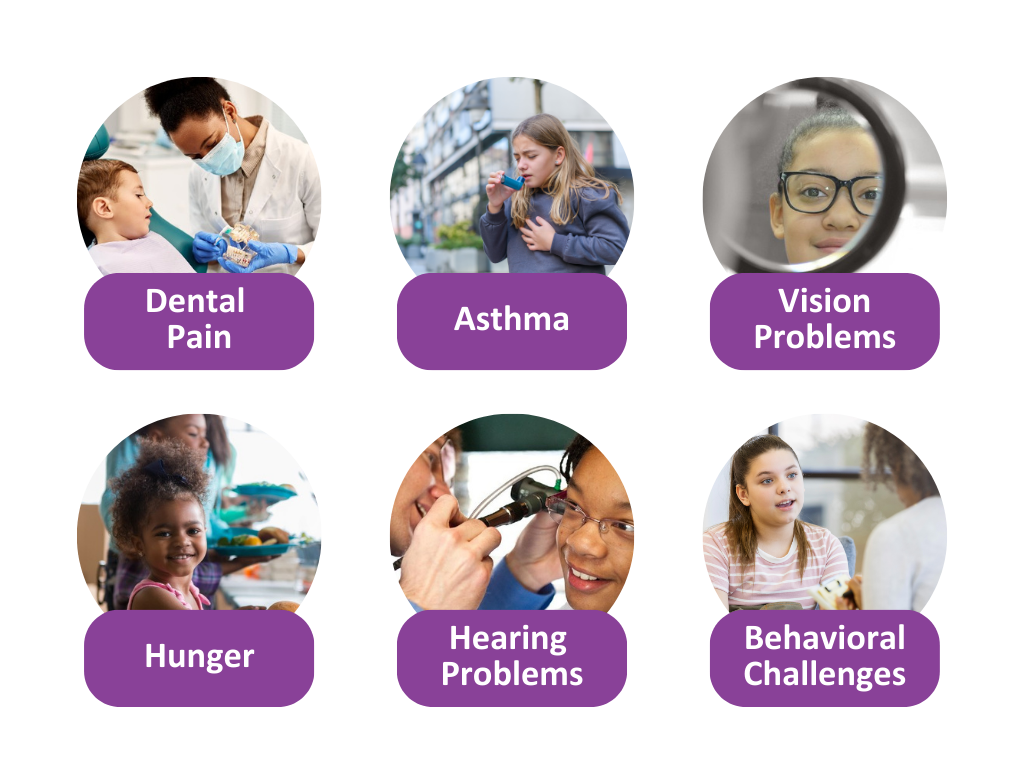 Dental
Pain
Asthma
Vision
Problems
Hunger
Hearing
Problems
Behavioral
Challenges